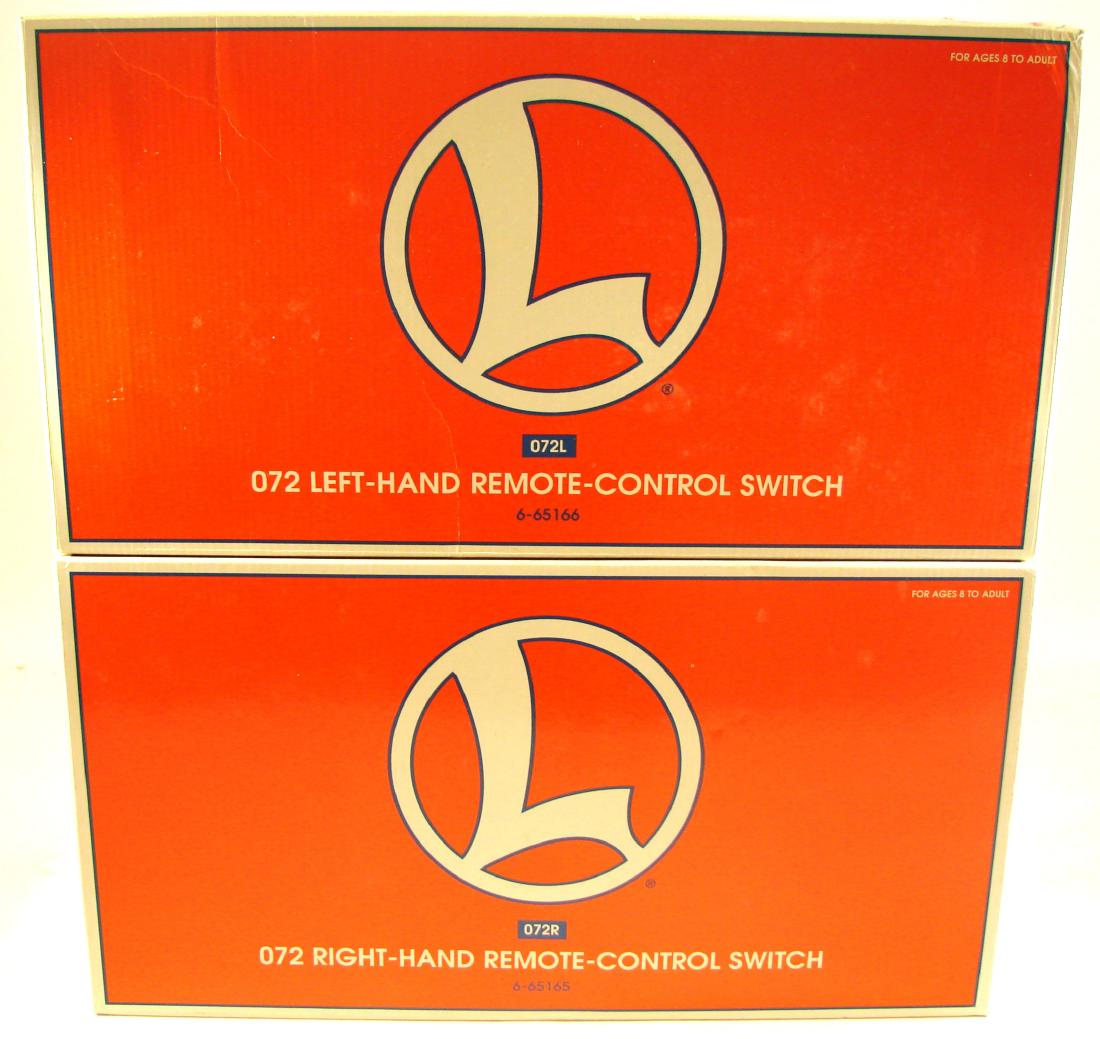 FOR AGES 8 TO ADULT
L
®
072L
072 LEFT-HAND REMOTE-CONTROL SWITCH
6-65166
FOR AGES 8 TO ADULT
L
®
072R
072 RIGHT-HAND REMOTE-CONTROL SWITCH
6-65165